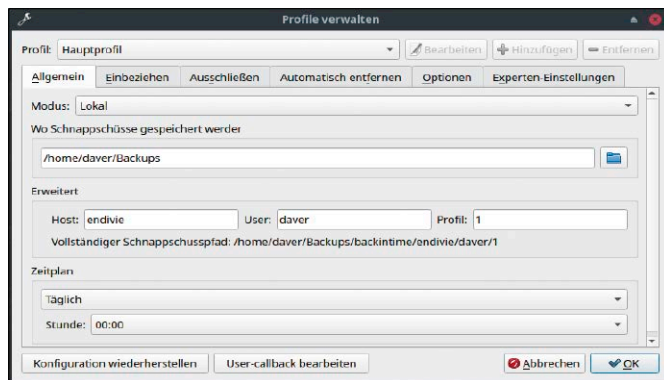 Profile verwalten
Profil: Hauptprofil Bearbeiten Hinzufügen Entfernen
Allgemein Einbeziehen Ausschließen Automatisch entfernen Optionen Experten-Einstellungen
Modus: Lokal
Wo Schnappschüsse gespeichert werder
/home/daver/Backups
Erweitert
Host: endivie User: daver Profil: 1
Vollständiger Schnappschusspfad: /home/daver/Backups/backintime/endivie/daver/1
Zeitplan
Täglich
Stunde: 00:00
Konfiguration wiederherstellen User-callback bearbeiten Abbrechen OK